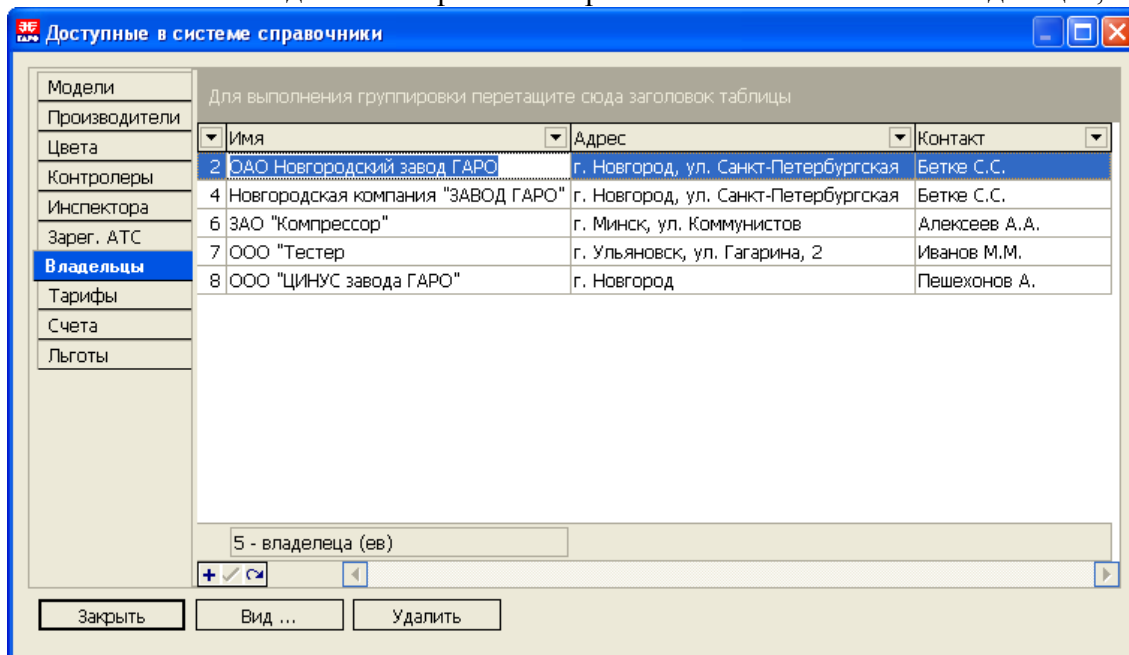 Доступные в системе справочники
Модели
Производители
Цвета
Контролеры
Инспектора
Зарег. АТС
Владельцы
Тарифы
Счета
Льготы
Для выполнения группировки перетащите сюда заголовок таблицы
Имя Адрес Контакт
2 ОАО Новгородский завод ГАРО г. Новгород, ул. Санкт-Петербургская Бетке С.С.
4 Новгородская компания "ЗАВОД ГАРО" г. Новгород, ул. Санкт-Петербургская Бетке С.С.
6 ЗАО "Компрессор" г. Минск, ул. Коммунистов Алексеев А.А.
7 ООО "Тестер г. Ульяновск, ул. Гагарина, 2 Иванов М.М.
8 ООО "ЦИНУС завода ГАРО" г. Новгород Пешехонов А.
5 - владелеца (ев)
Закрыть Вид ... Удалить